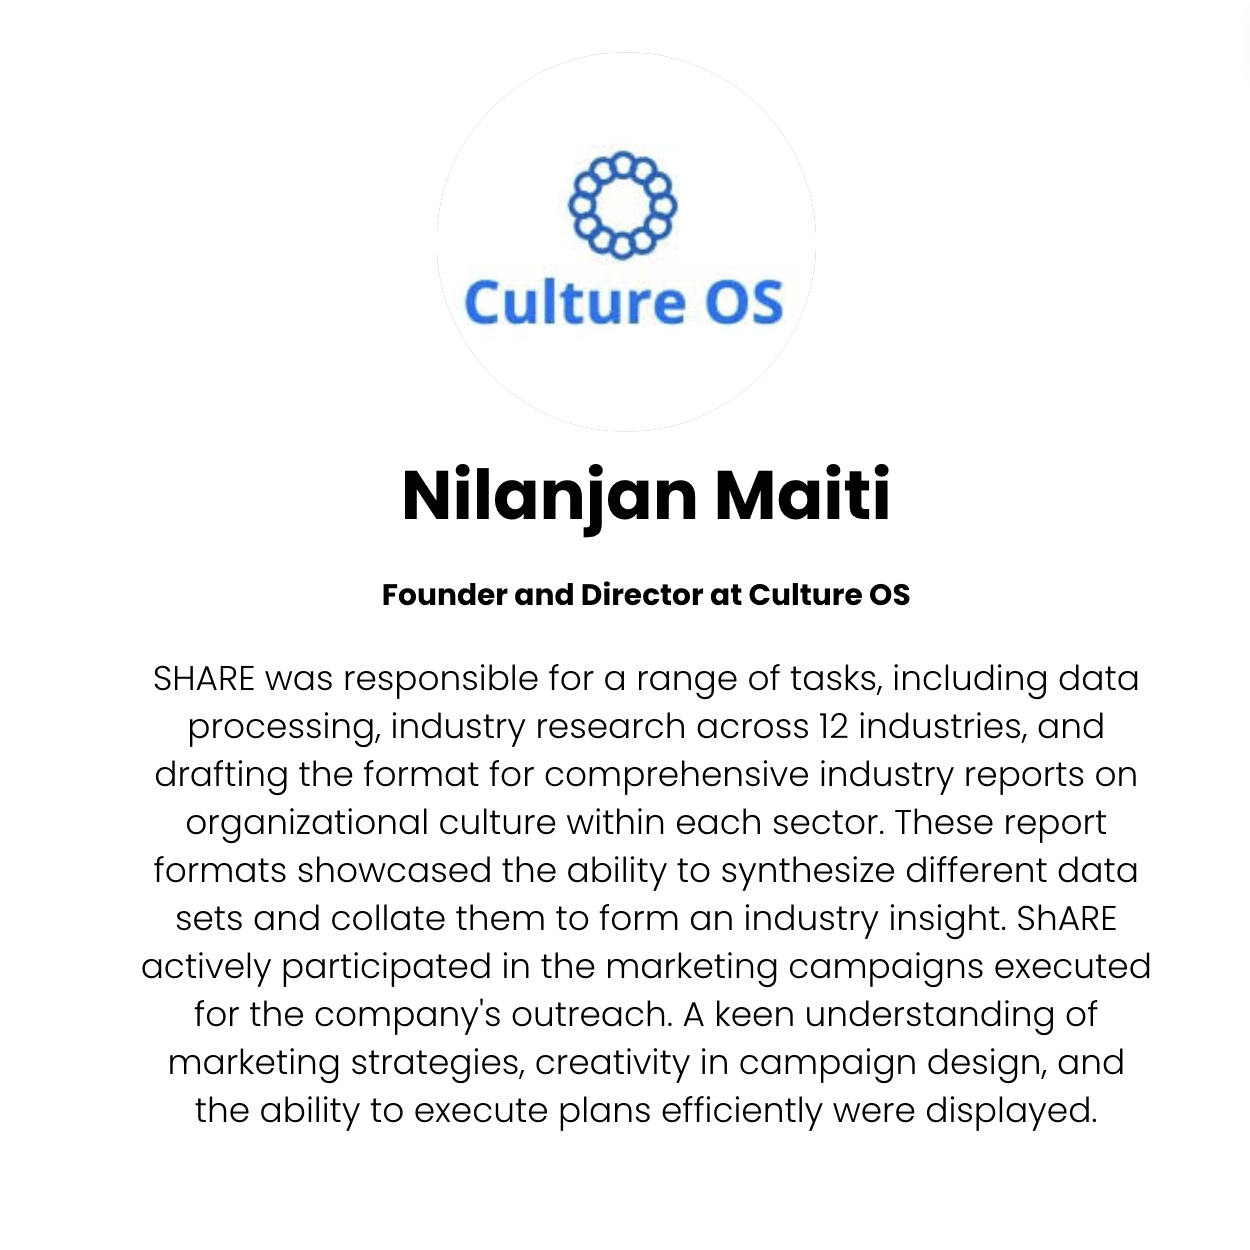 Culture OS
Nilanjan Maiti
Founder and Director at Culture OS
SHARE was responsible for a range of tasks, including data
processing, industry research across 12 industries, and
drafting the format for comprehensive industry reports on
organizational culture within each sector. These report
formats showcased the ability to synthesize different data
sets and collate them to form an industry insight. ShARE
actively participated in the marketing campaigns executed
for the company's outreach. A keen understanding of
marketing strategies, creativity in campaign design, and
the ability to execute plans efficiently were displayed.